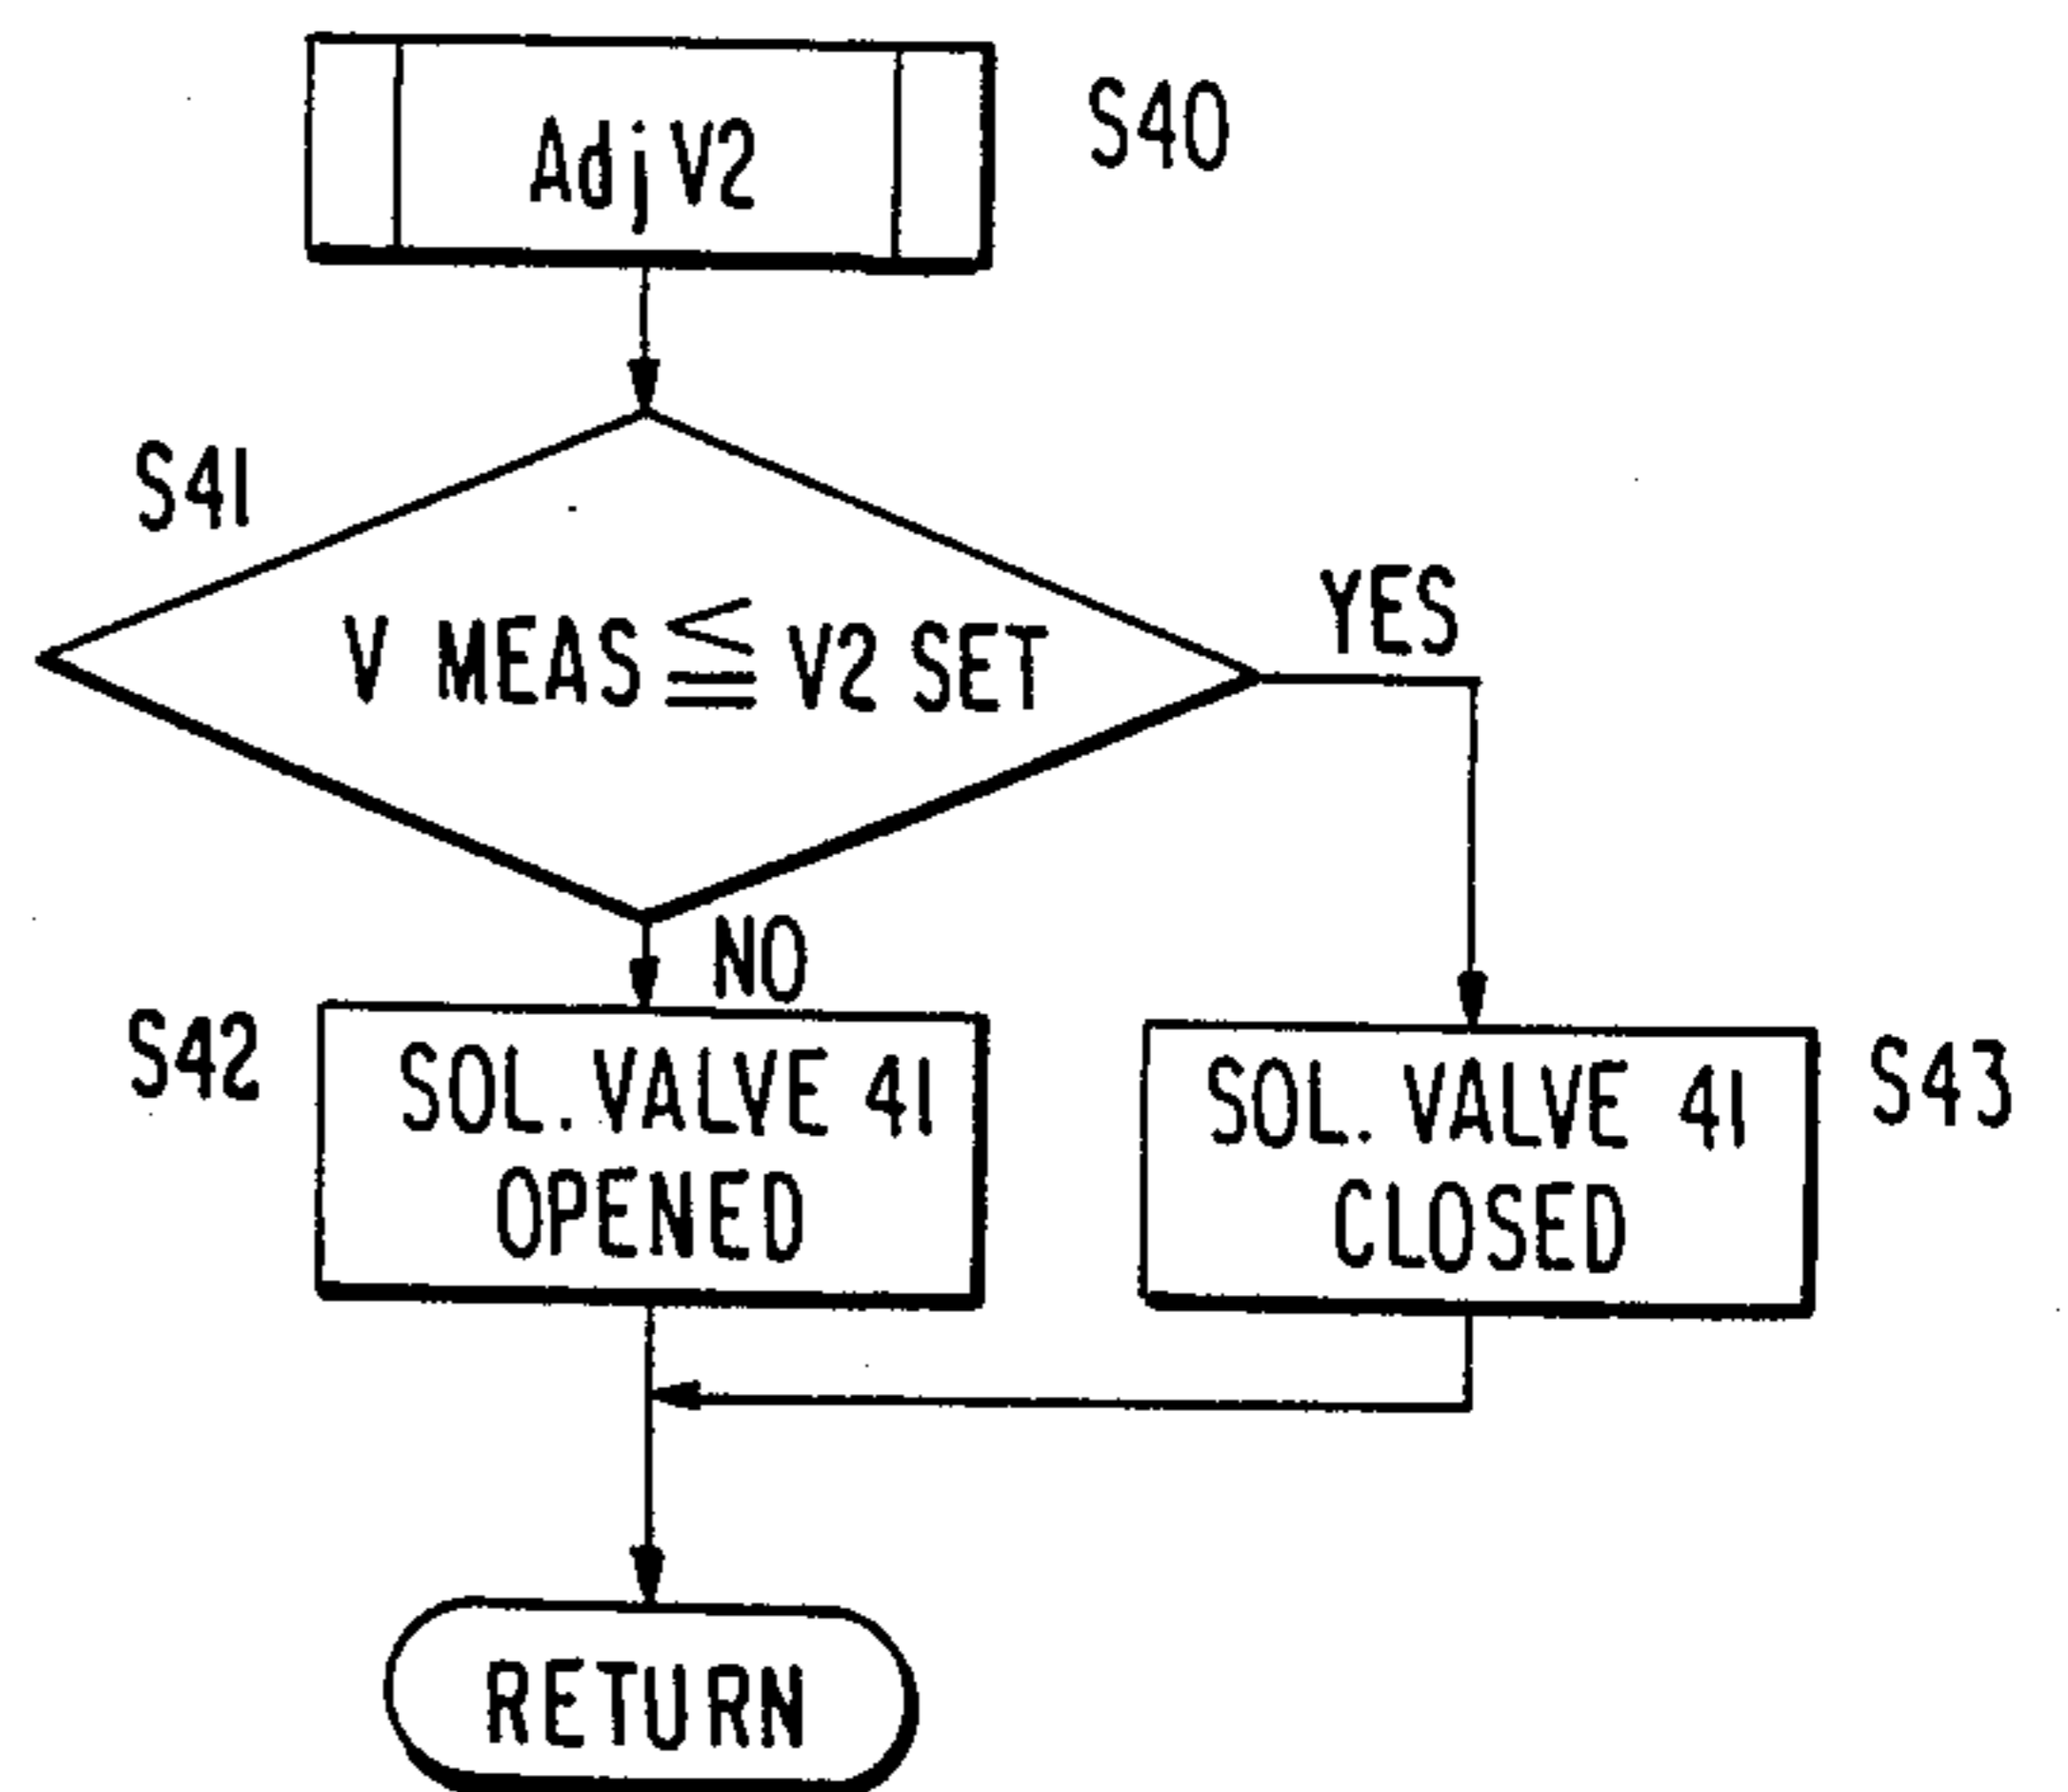 Adj V2
S40
S41
V MEAS ≦ V2 SET
YES
NO
S42
SOL. VALVE 41
OPENED
SOL. VALVE 41
CLOSED
S43
RETURN